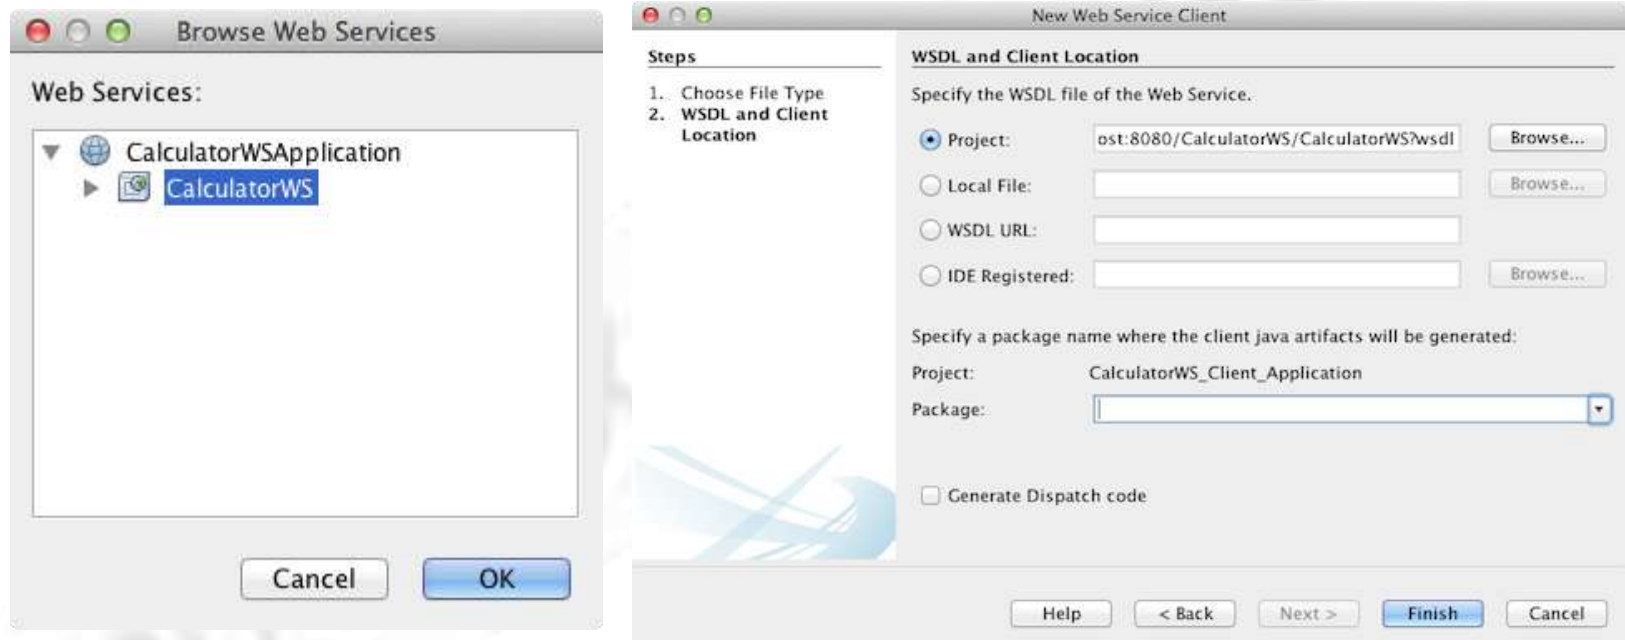 Browse Web Services
Web Services:
CalculatorWSApplication
CalculatorWS
Cancel
OK
New Web Service Client
Steps
1. Choose File Type
2. WSDL and Client
Location
WSDL and Client Location
Specify the WSDL file of the Web Service.
Project: ost:8080/CalculatorWS/CalculatorWS?wsdl Browse...
Local File: Browse...
WSDL URL:
IDE Registered: Browse...
Specify a package name where the client java artifacts will be generated:
Project: CalculatorWS_Client_Application
Package:
Generate Dispatch code
Help < Back Next > Finish Cancel